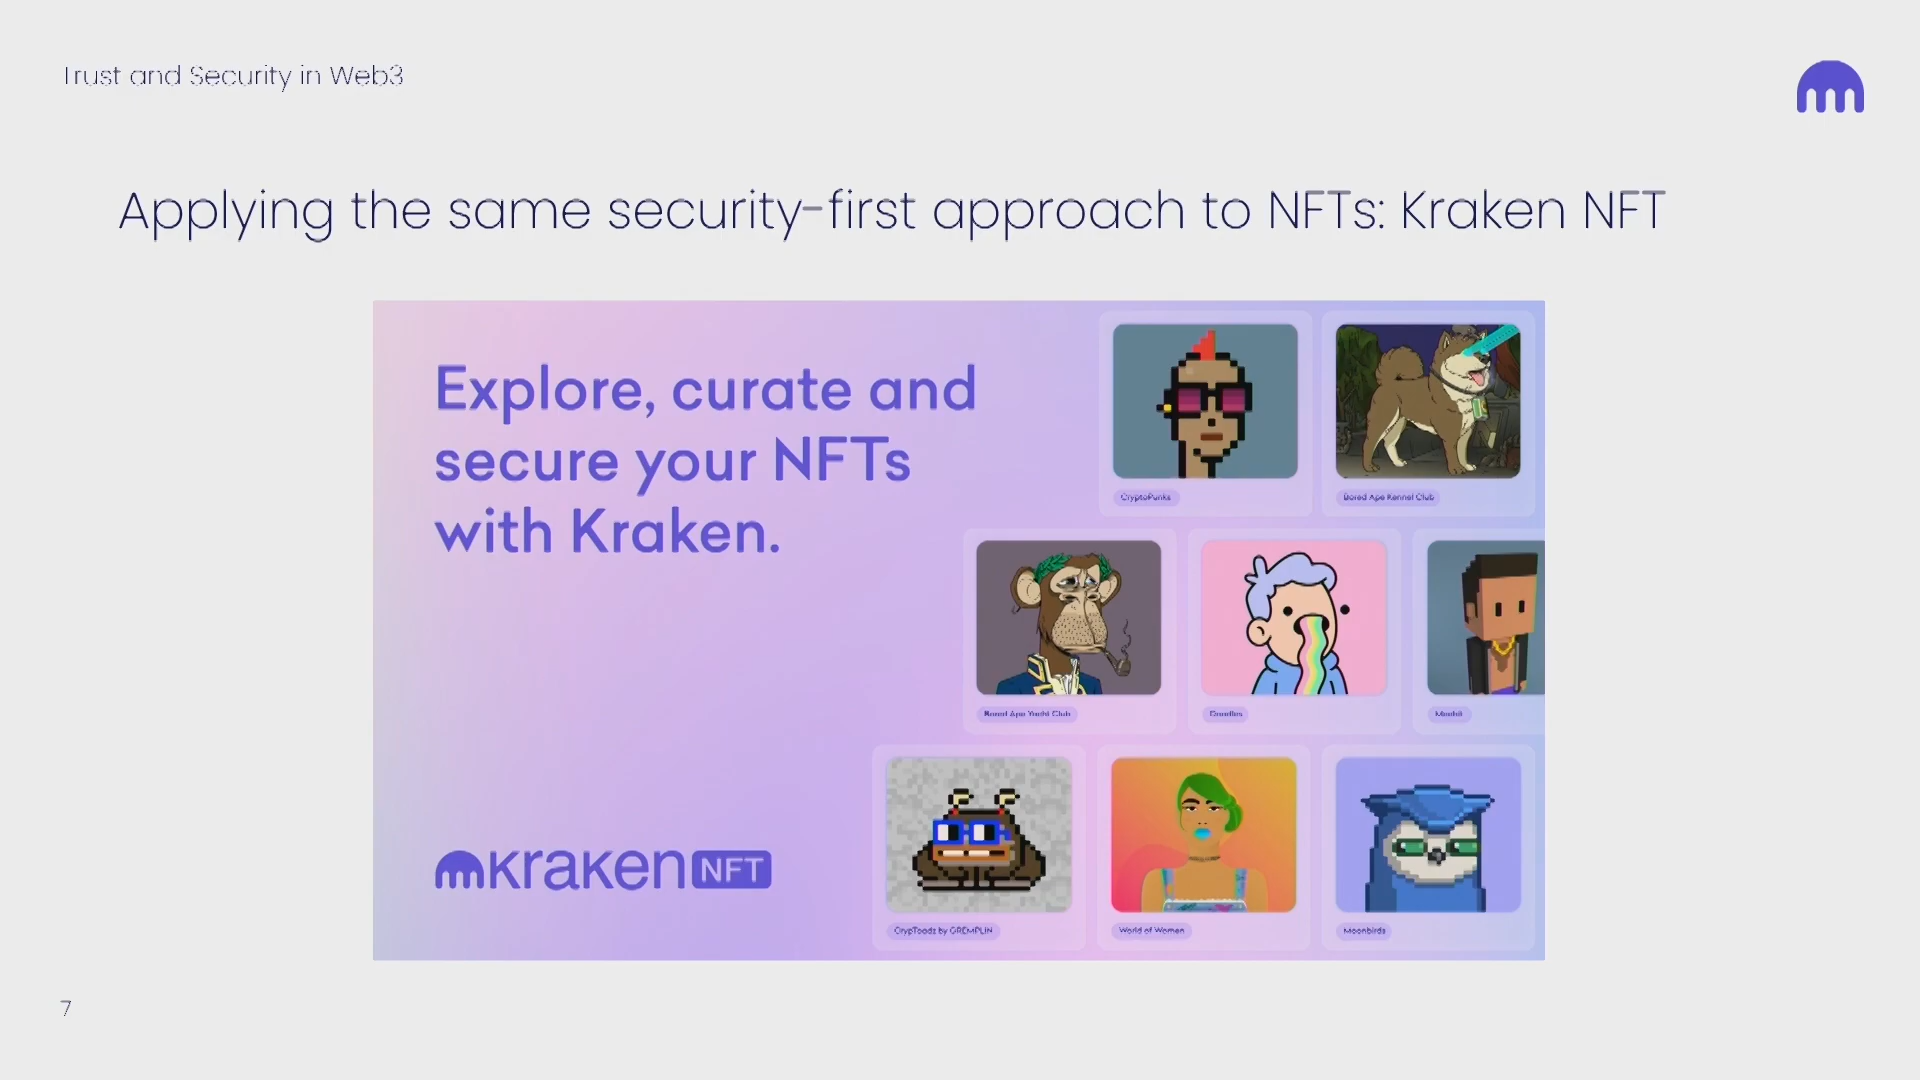 Trust and Security in Web3
Applying the same security-first approach to NFTs: Kraken NFT
Explore, curate and
secure your NFTs
with Kraken.
CryptoPunks
Bored Ape Kennel Club
Bored Ape Yacht Club
Doodles
Meebit
CrypToadz by GREMPLIN
World of Women
Moonbirds
kraken NFT
7